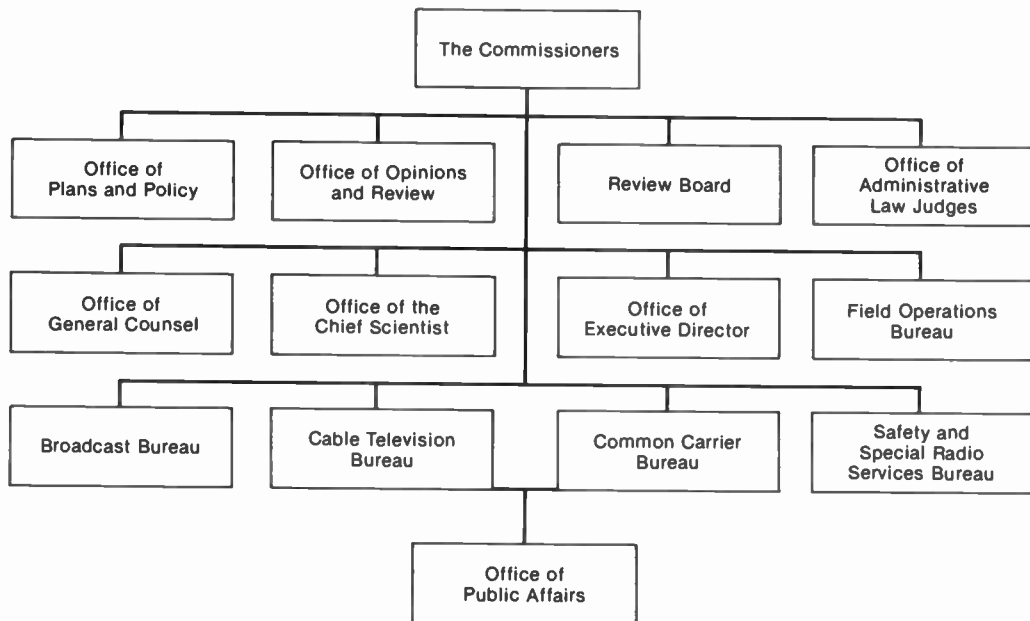 The Commissioners
Office of
Plans and Policy
Office of Opinions
and Review
Review Board
Office of
Administrative
Law Judges
Office of
General Counsel
Office of the
Chief Scientist
Office of
Executive Director
Field Operations
Bureau
Broadcast Bureau
Cable Television
Bureau
Common Carrier
Bureau
Safety and
Special Radio
Services Bureau
Office of
Public Affairs